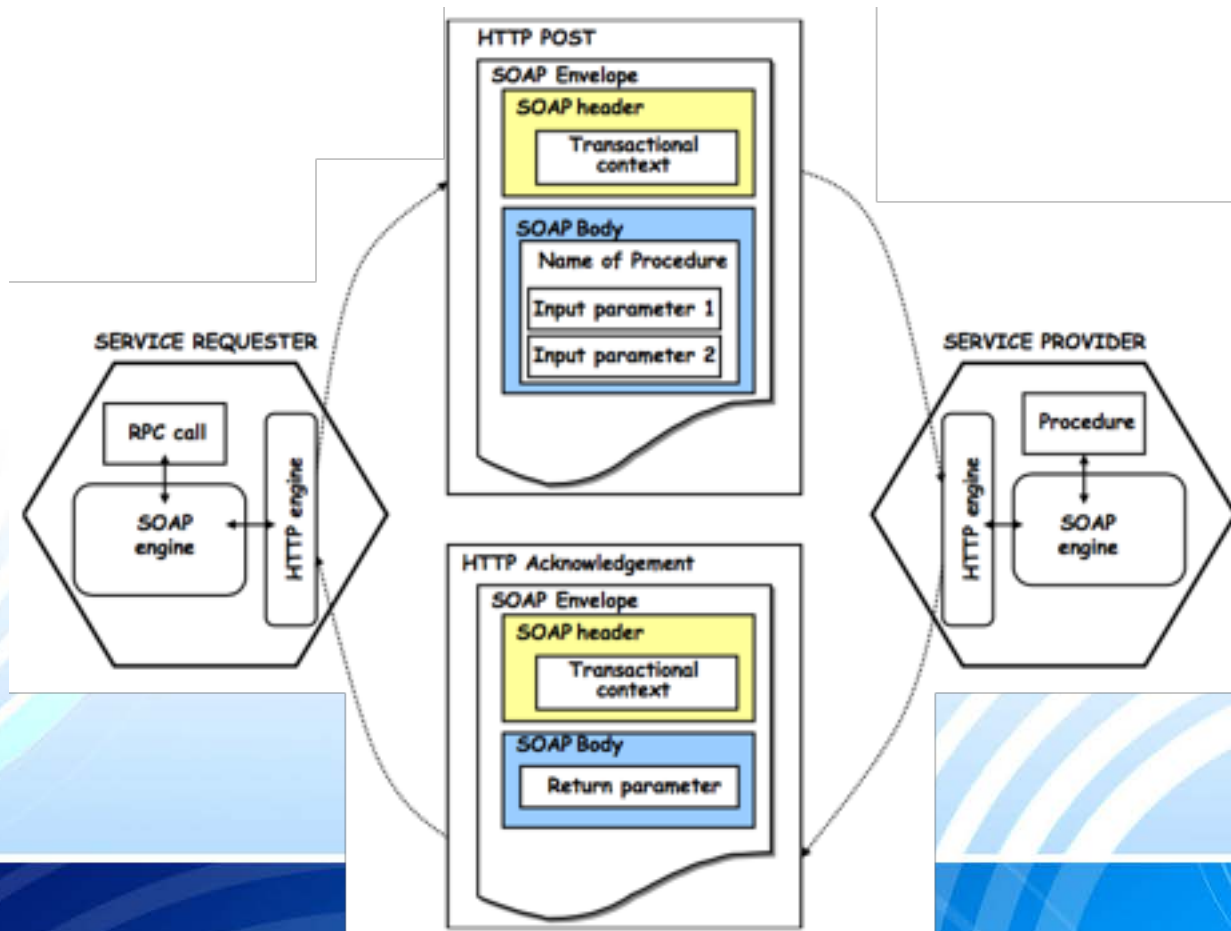 HTTP POST
SOAP Envelope
SOAP header
Transactional
context
SOAP Body
Name of Procedure
Input parameter 1
Input parameter 2
SERVICE REQUESTER
RPC call
SOAP
engine
HTTP engine
SERVICE PROVIDER
Procedure
HTTP engine
SOAP
engine
HTTP Acknowledgement
SOAP Envelope
SOAP header
Transactional
context
SOAP Body
Return parameter